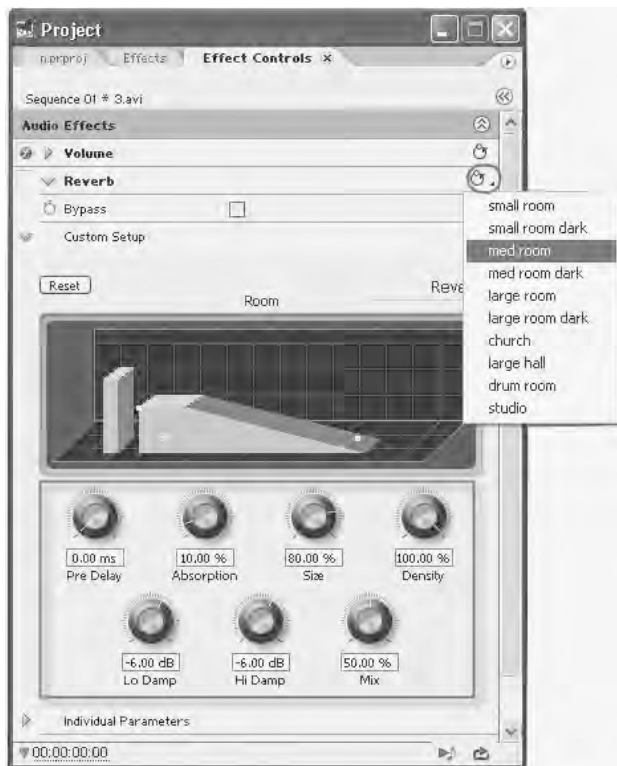 Project
n.prproj Effects Effect Controls ×
Sequence 01 * 3.avi
Audio Effects
Volume
Reverb
Bypass
Custom Setup
small room
small room dark
med room
med room dark
large room
large room dark
church
large hall
drum room
studio
Reset
Room
Reve
0.00 ms
10.00 %
80.00 %
100.00 %
Pre Delay
Absorption
Size
Density
-6.00 dB
-6.00 dB
50.00 %
Lo Damp
Hi Damp
Mix
Individual Parameters
00:00:00:00